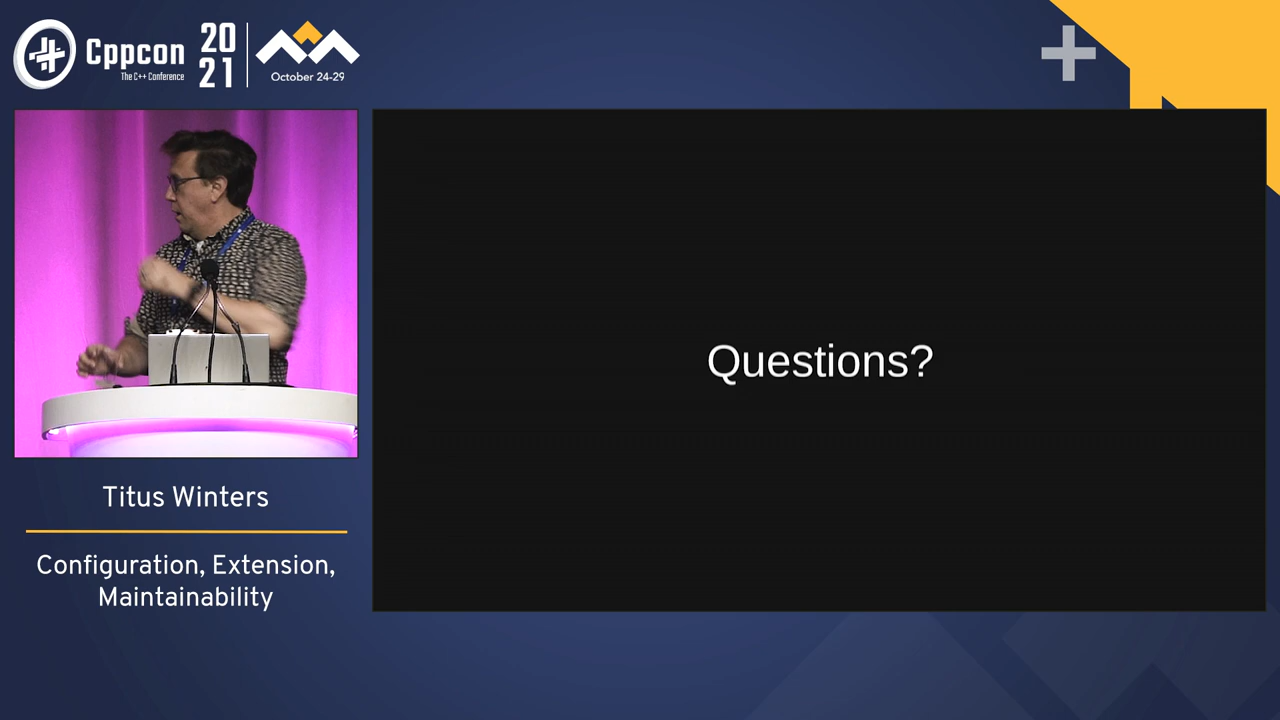 Cppcon
The C++ Conference
20
21
October 24-29
Questions?
Titus Winters
Configuration, Extension,
Maintainability